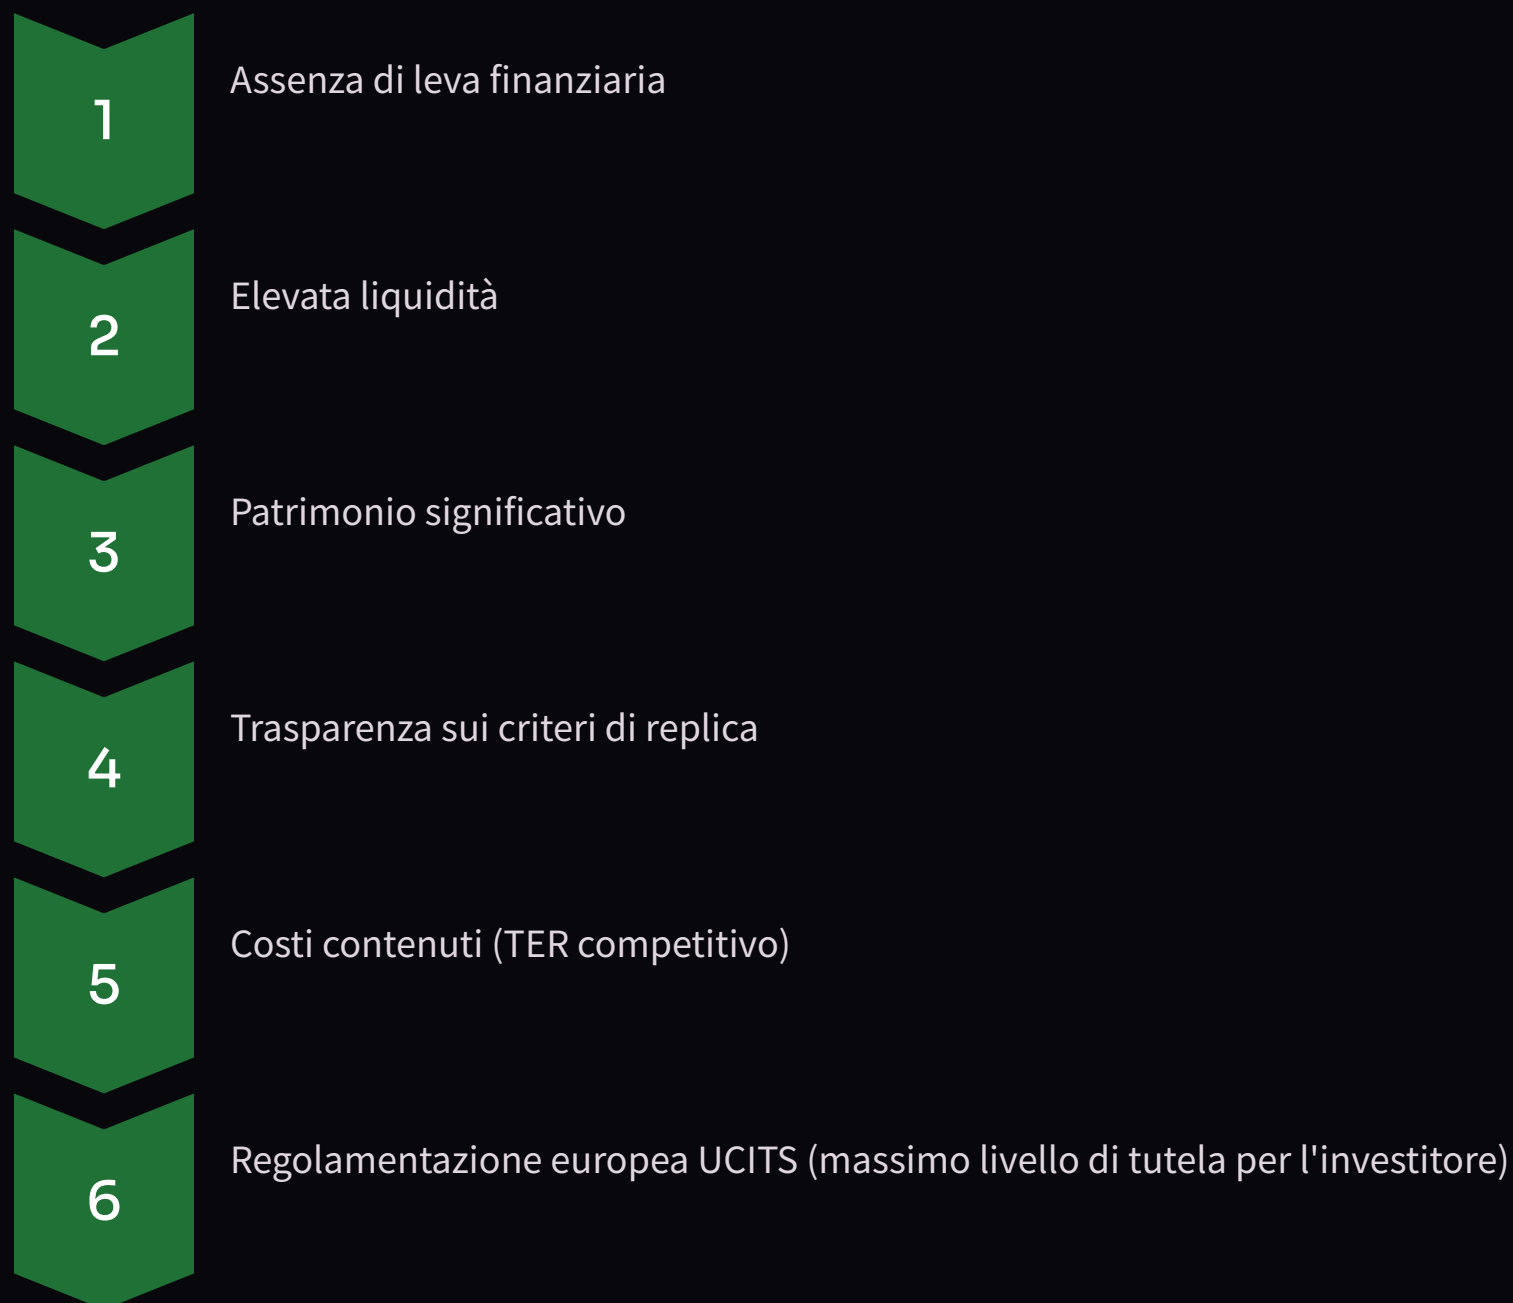 1
Assenza di leva finanziaria
2
Elevata liquidità
3
Patrimonio significativo
4
Trasparenza sui criteri di replica
5
Costi contenuti (TER competitivo)
6
Regolamentazione europea UCITS (massimo livello di tutela per l'investitore)